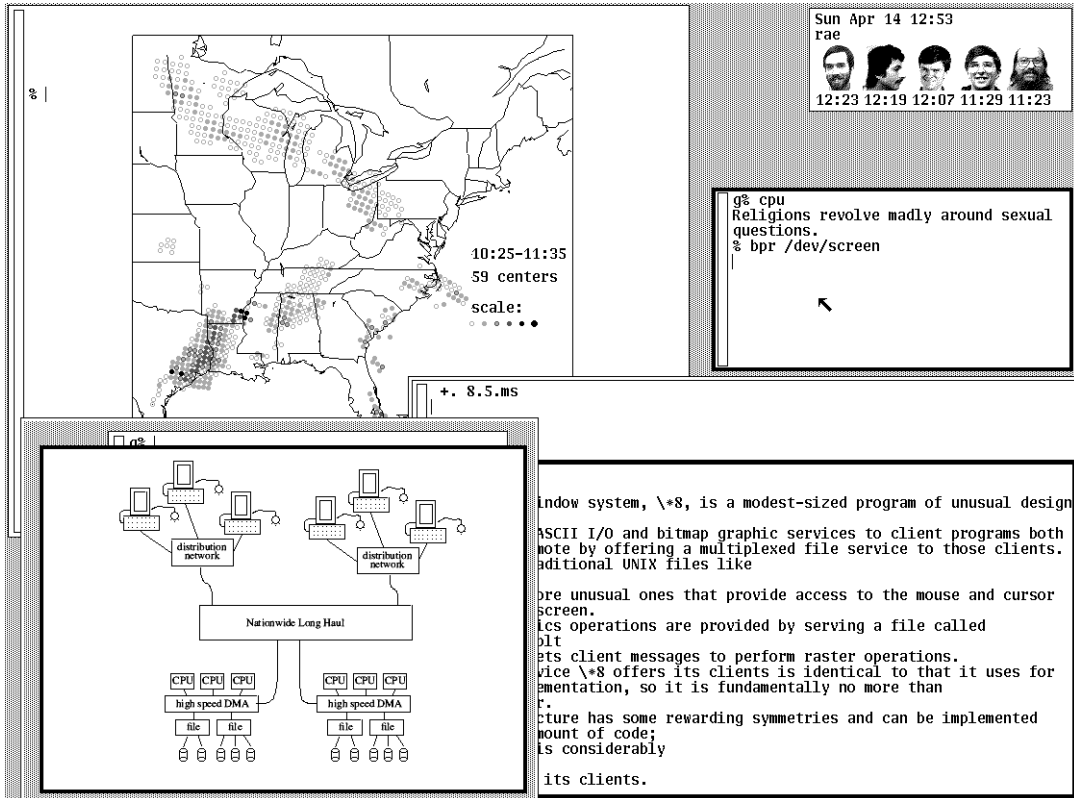 Sun Apr 14 12:53
rae
12:23 12:19 12:07 11:29 11:23
g%
10:25-11:35
59 centers
scale:
g% cpu
Religions revolve madly around sexual
questions.
% bpr /dev/screen
+. 8.5.ms
g%
distribution
network
distribution
network
Nationwide Long Haul
CPU CPU CPU CPU CPU CPU
high speed DMA high speed DMA
file file file file
indow system, \*8, is a modest-sized program of unusual design
ASCII I/O and bitmap graphic services to client programs both
mote by offering a multiplexed file service to those clients.
aditional UNIX files like
ore unusual ones that provide access to the mouse and cursor
screen.
ics operations are provided by serving a file called
olt
ets client messages to perform raster operations.
vice \*8 offers its clients is identical to that it uses for
ementation, so it is fundamentally no more than
r.
cture has some rewarding symmetries and can be implemented
mount of code;
is considerably
its clients.